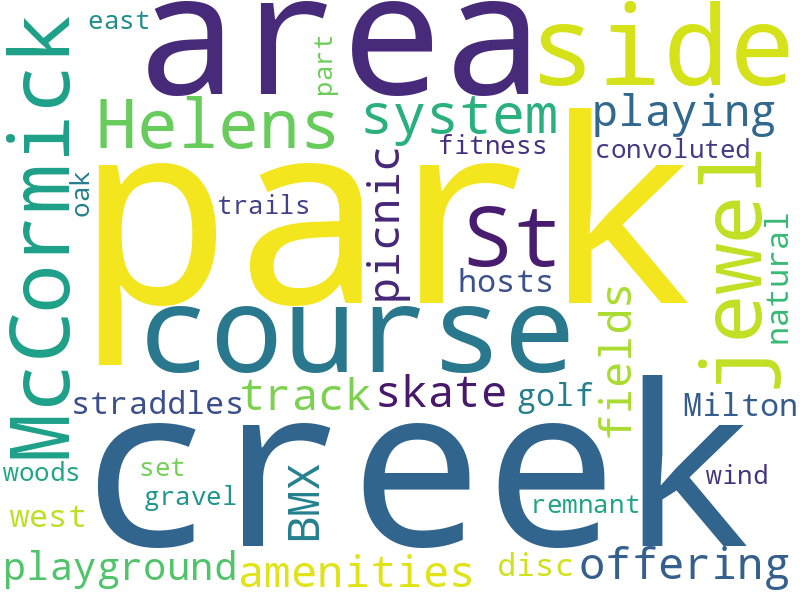 east
area
side
McCormick
part
Helens
system
playing
fitness
convoluted
park
oak
trails
picnic
St
hosts
jewel
natural
course
fields
straddles
track
skate
golf
Milton
creek
woods
set
gravel
BMX
wind
west
remnant
playground
amenities
disc
offering